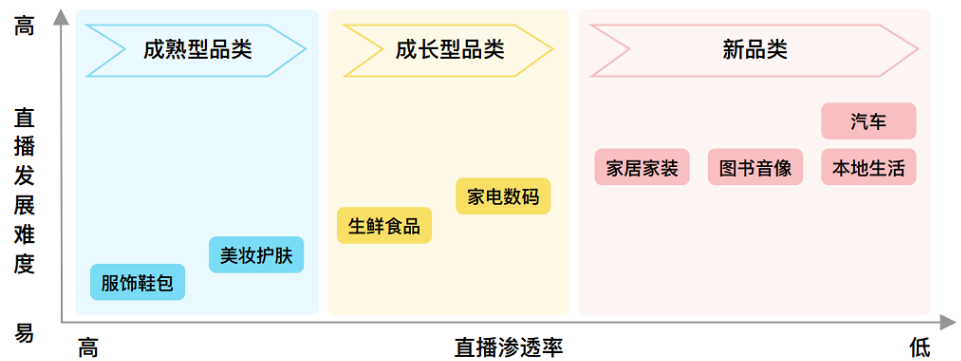 高
成熟型品类
成长型品类
新品类
直播发展难度
汽车
家居家装
图书音像
本地生活
家电数码
生鲜食品
美妆护肤
服饰鞋包
易
高
直播渗透率
低